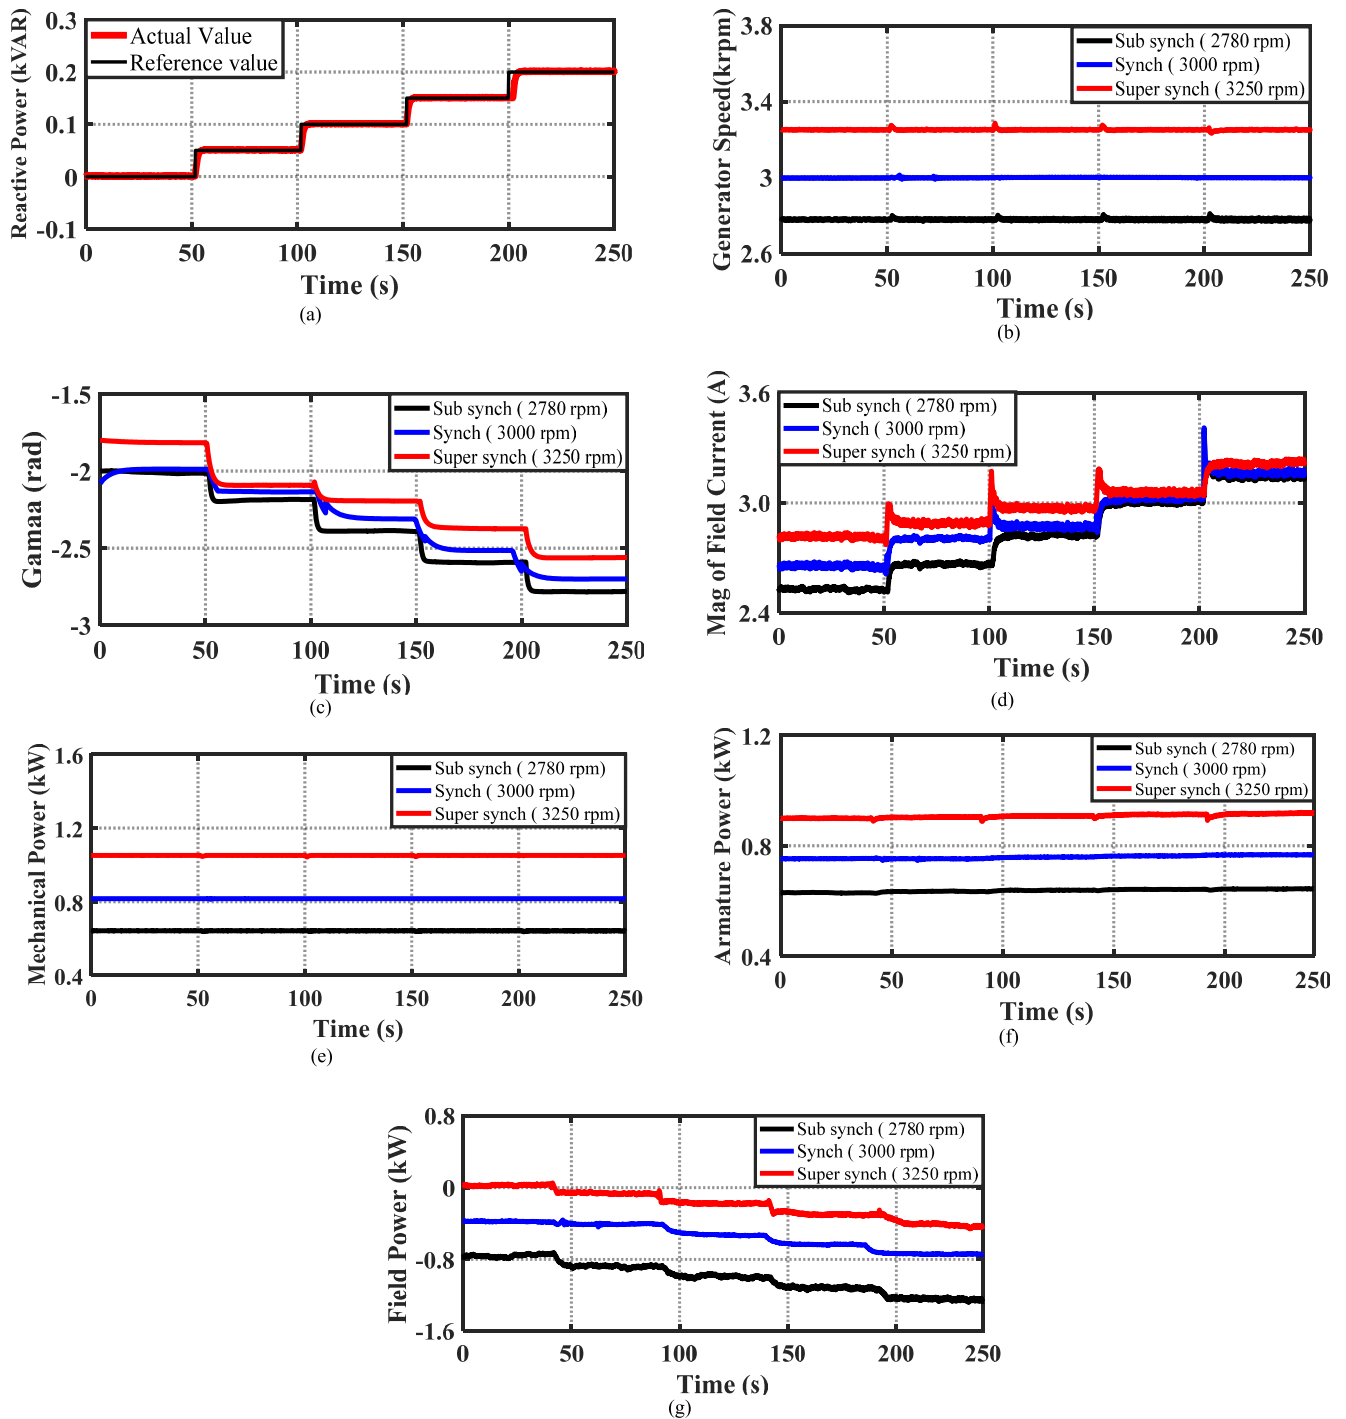 0.3
0.2
0.1
0
-0.1
Reactive Power (kVAR)
Actual Value
Reference value
0 50 100 150 200 250
Time (s)
(a)
3.8
3.4
3
2.6
Generator Speed(krpm)
Sub synch ( 2780 rpm)
Synch ( 3000 rpm)
Super synch ( 3250 rpm)
0 50 100 150 200 250
Time (s)
(b)
-1.5
-2
-2.5
-3
Gamaa (rad)
Sub synch ( 2780 rpm)
Synch ( 3000 rpm)
Super synch ( 3250 rpm)
0 50 100 150 200 250
Time (s)
(c)
3.6
3.0
2.4
Mag of Field Current (A)
Sub synch ( 2780 rpm)
Synch ( 3000 rpm)
Super synch ( 3250 rpm)
0 50 100 150 200 250
Time (s)
(d)
1.6
1.2
0.8
0.4
Mechanical Power (kW)
Sub synch ( 2780 rpm)
Synch ( 3000 rpm)
Super synch ( 3250 rpm)
0 50 100 150 200 250
Time (s)
(e)
1.2
0.8
0.4
Armature Power (kW)
Sub synch ( 2780 rpm)
Synch ( 3000 rpm)
Super synch ( 3250 rpm)
0 50 100 150 200 250
Time (s)
(f)
0.8
0
-0.8
-1.6
Field Power (kW)
Sub synch ( 2780 rpm)
Synch ( 3000 rpm)
Super synch ( 3250 rpm)
0 50 100 150 200 250
Time (s)
(g)